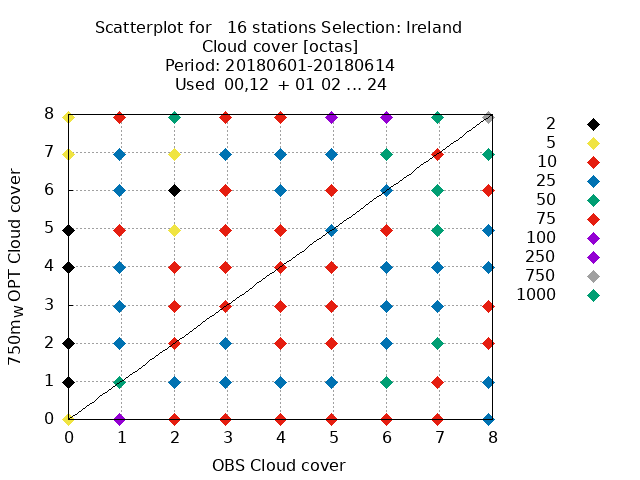 Scatterplot for   16 stations Selection: Ireland
Cloud cover [octas]
Period: 20180601-20180614
Used  00,12  + 01 02 ... 24
8
7
6
5
4
3
2
1
0
750mW OPT Cloud cover
0 1 2 3 4 5 6 7 8
OBS Cloud cover
2
5
10
25
50
75
100
250
750
1000